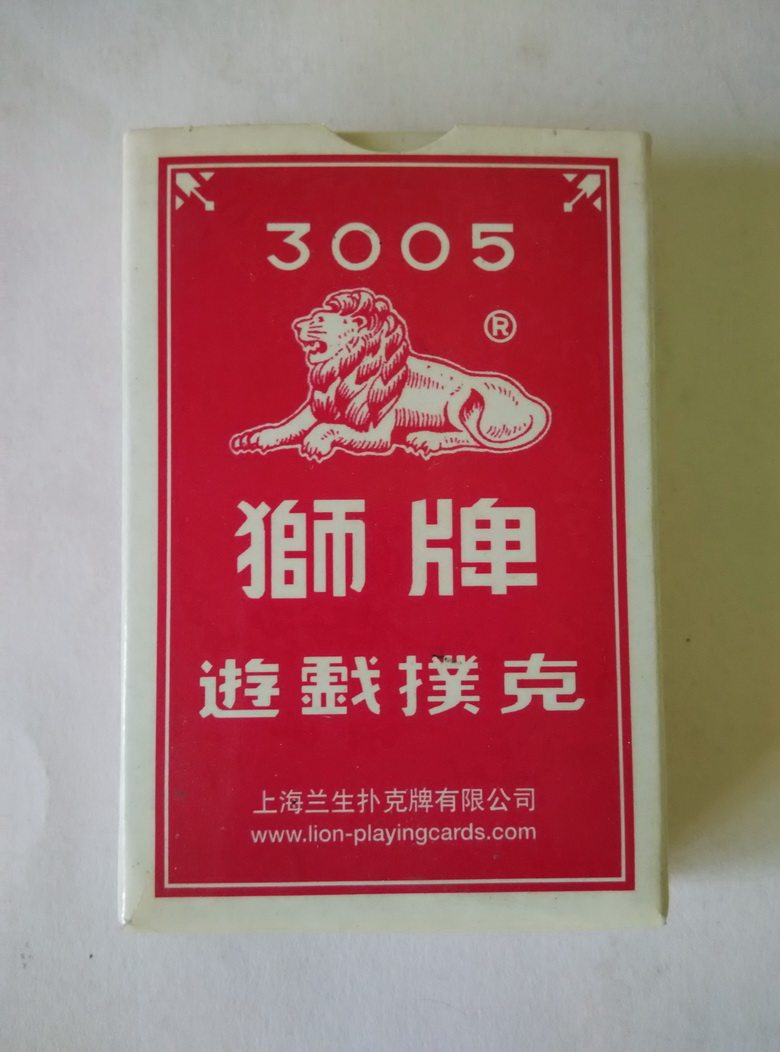 3005
®
獅牌
遊戲撲克
上海兰生扑克牌有限公司
www.lion-playingcards.com